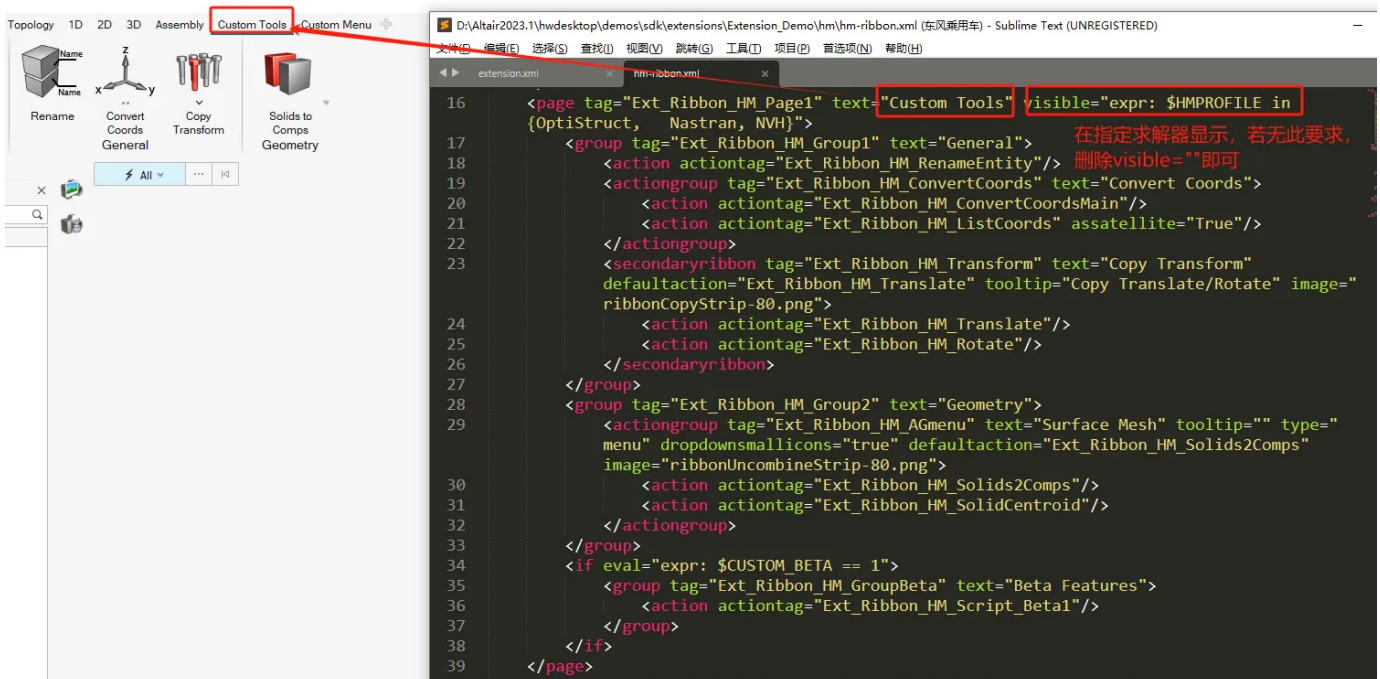 Topology 1D 2D 3D Assembly Custom Tools Custom Menu
Name
Name
Rename
Z
X
y
Convert
Coords
Copy
Transform
General
Solids to
Comps
Geometry
All
D:\Altair2023.1\hwdesktop\demos\sdk\extensions\Extension_Demo\hm\hm-ribbon.xml (东风乘用车) - Sublime Text (UNREGISTERED)
文件(F) 编辑(E) 选择(S) 查找(I) 视图(V) 跳转(G) 工具(T) 项目(P) 首选项(N) 帮助(H)
extension.xml
hm-ribbon.xml
16 <page tag="Ext_Ribbon_HM_Page1" text="Custom Tools" visible="expr: $HMPROFILE in
{OptiStruct, Nastran, NVH}">
在指定求解器显示，若无此要求，
删除visible=""即可
17 <group tag="Ext_Ribbon_HM_Group1" text="General">
18 <action actiontag="Ext_Ribbon_HM_RenameEntity"/>
19 <actiongroup tag="Ext_Ribbon_HM_ConvertCoords" text="Convert Coords">
20 <action actiontag="Ext_Ribbon_HM_ConvertCoordsMain"/>
21 <action actiontag="Ext_Ribbon_HM_ListCoords" assatellite="True"/>
22 </actiongroup>
23 <secondaryribbon tag="Ext_Ribbon_HM_Transform" text="Copy Transform"
defaultaction="Ext_Ribbon_HM_Translate" tooltip="Copy Translate/Rotate" image="
ribbonCopyStrip-80.png">
24 <action actiontag="Ext_Ribbon_HM_Translate"/>
25 <action actiontag="Ext_Ribbon_HM_Rotate"/>
26 </secondaryribbon>
27 </group>
28 <group tag="Ext_Ribbon_HM_Group2" text="Geometry">
29 <actiongroup tag="Ext_Ribbon_HM_AGmenu" text="Surface Mesh" tooltip="" type="
menu" dropdownsmallicons="true" defaultaction="Ext_Ribbon_HM_Solids2Comps"
image="ribbonUncombineStrip-80.png">
30 <action actiontag="Ext_Ribbon_HM_Solids2Comps"/>
31 <action actiontag="Ext_Ribbon_HM_SolidCentroid"/>
32 </actiongroup>
33 </group>
34 <if eval="expr: $CUSTOM_BETA == 1">
35 <group tag="Ext_Ribbon_HM_GroupBeta" text="Beta Features">
36 <action actiontag="Ext_Ribbon_HM_Script_Beta1"/>
37 </group>
38 </if>
39 </page>